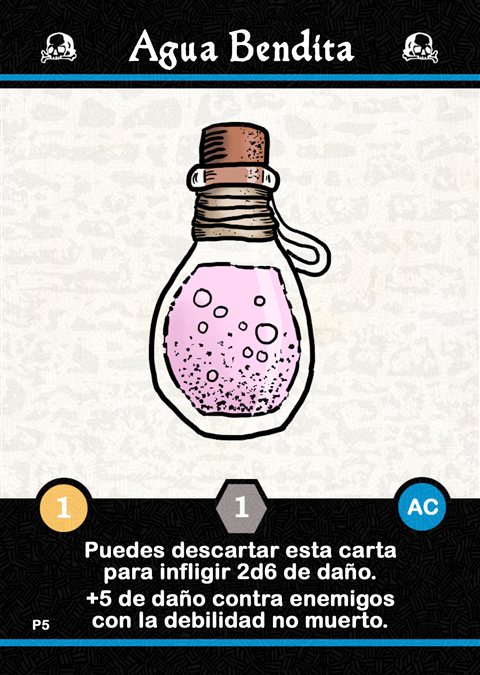 Agua Bendita
1
1
AC
Puedes descartar esta carta
para infligir 2d6 de daño.
+5 de daño contra enemigos
con la debilidad no muerto.
P5